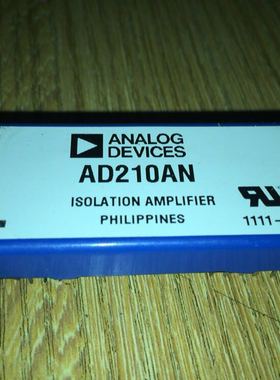 ANALOG
DEVICES
AD210AN
ISOLATION AMPLIFIER
PHILIPPINES
1111-